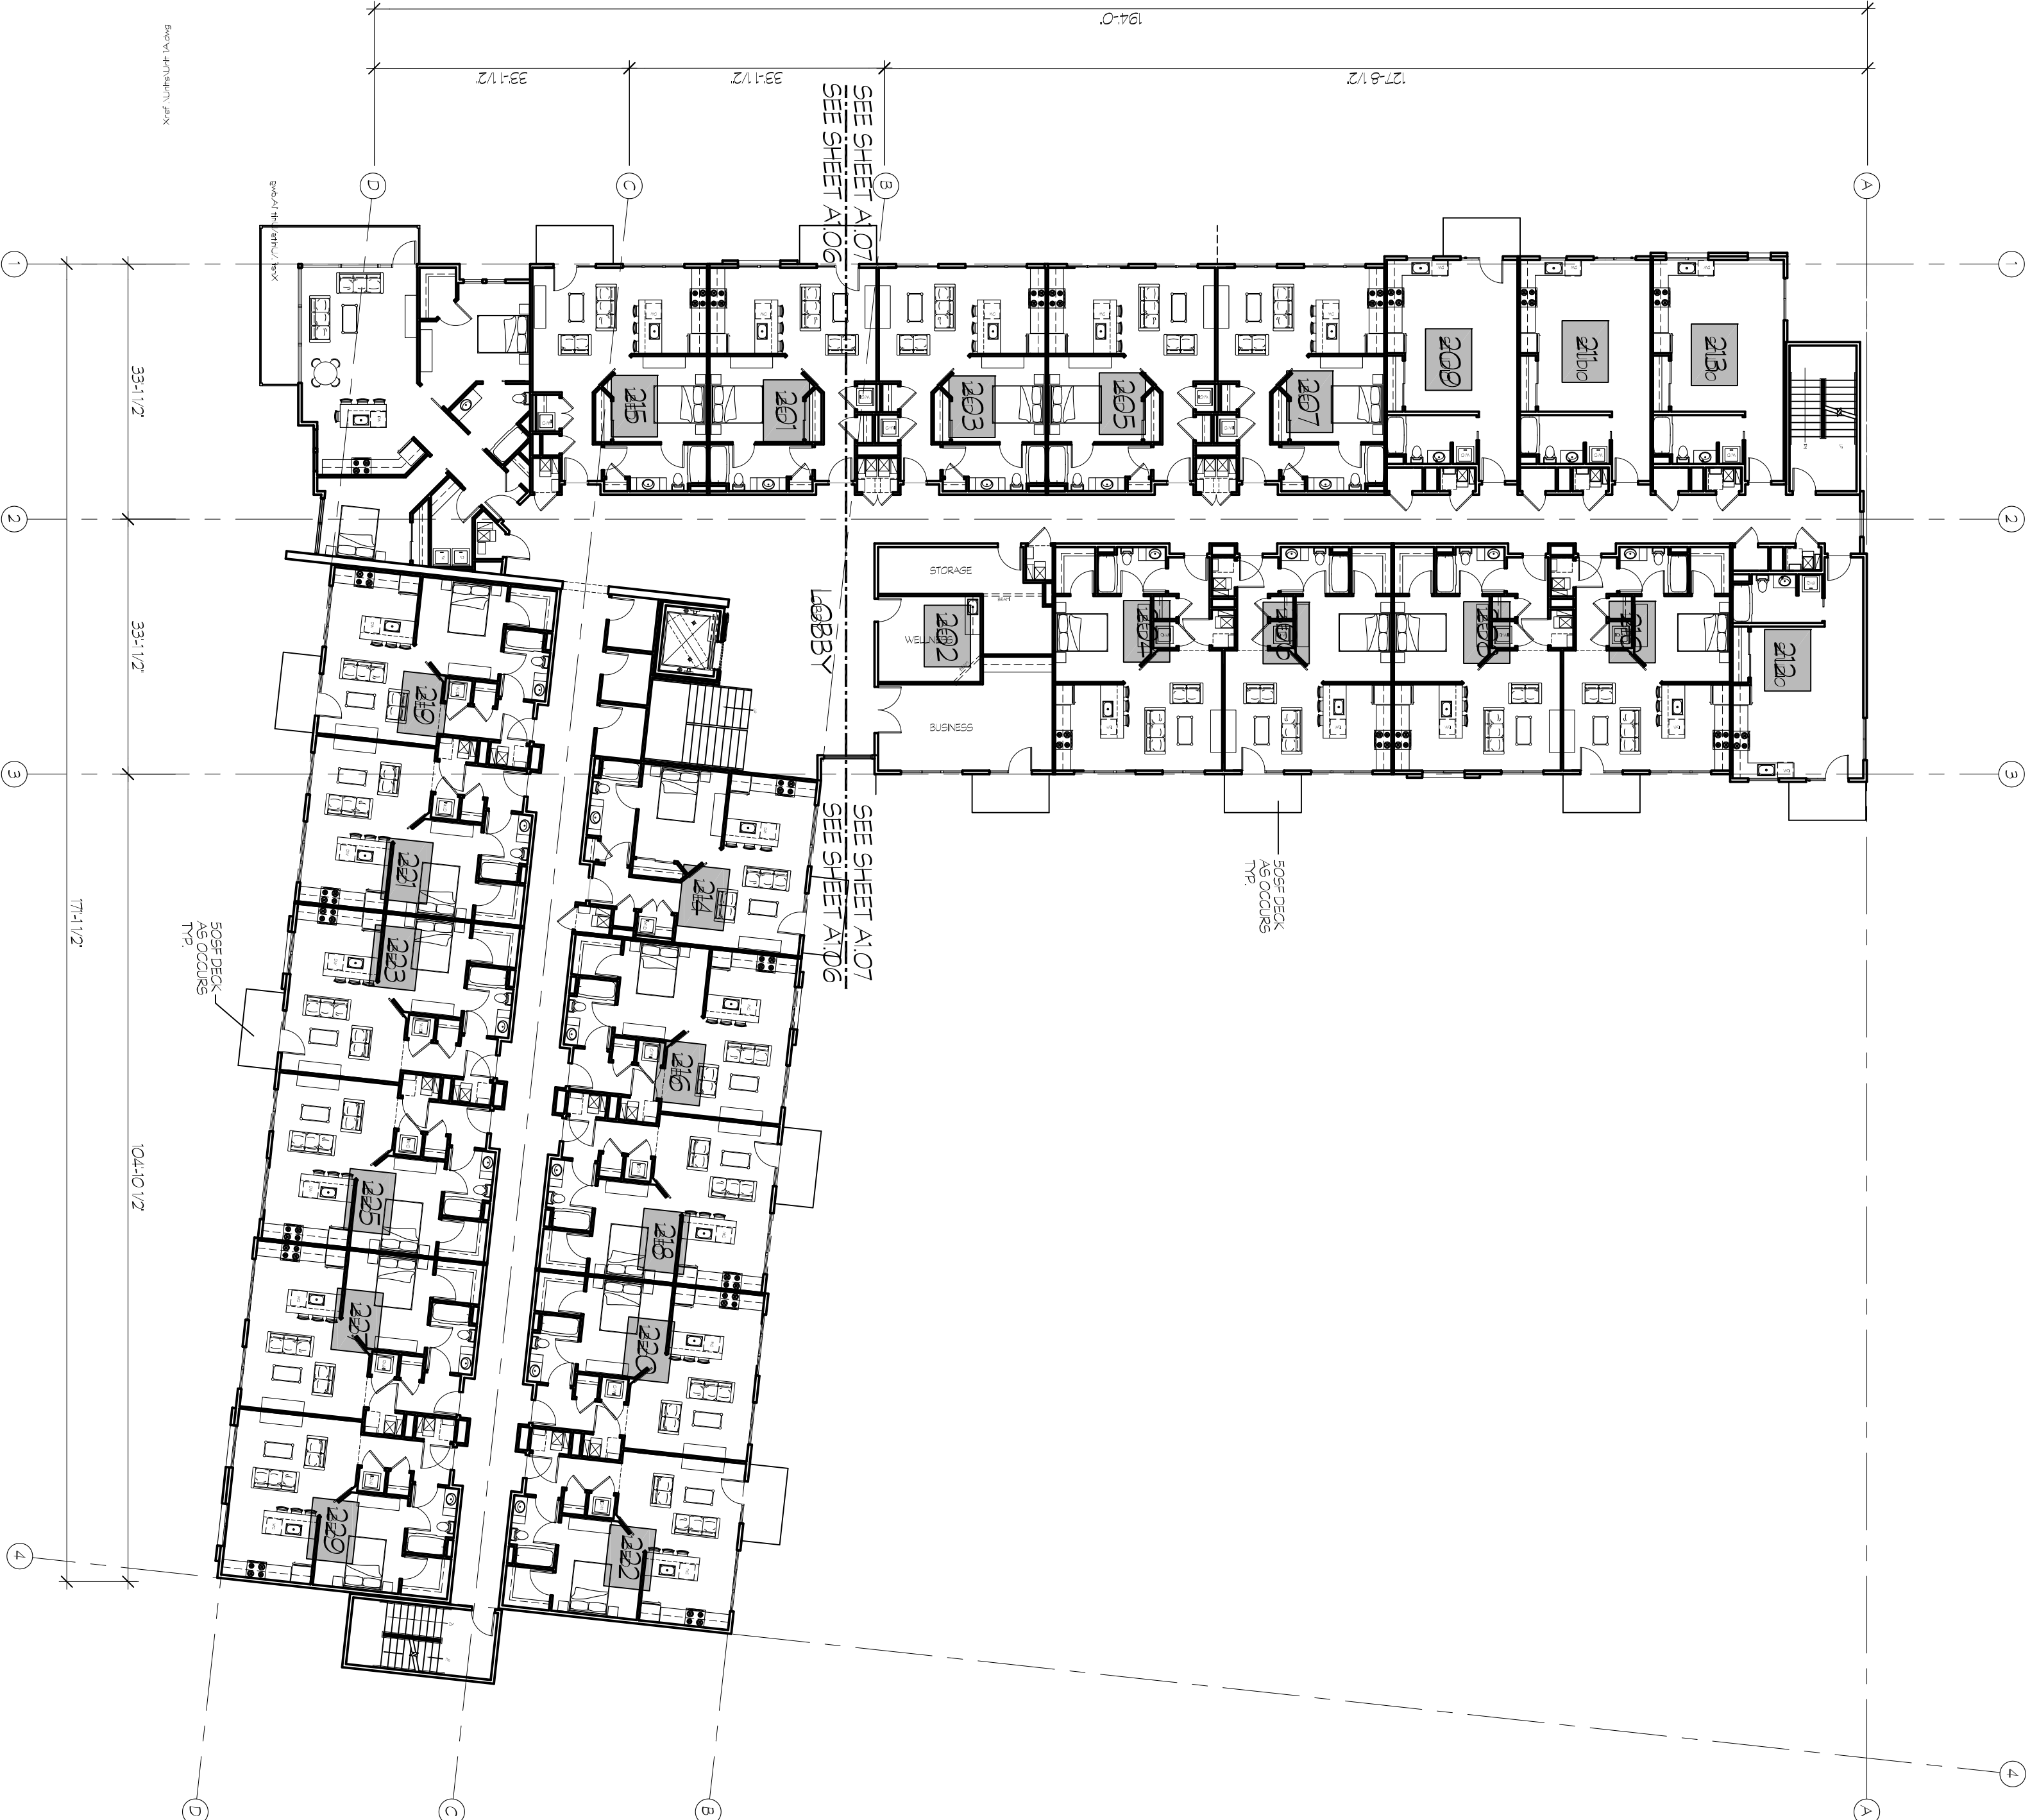 194'-0"
33'-1 1/2"
33'-1 1/2"
127'-8 1/2"
SEE SHEET A1.07
SEE SHEET A1.06
D
C
B
A
1
1
2
2
3
3
4
4
33'-1 1/2"
33'-1 1/2"
104'-10 1/2"
171'-1 1/2"
215
201
203
205
207
209
211
213
STORAGE
WELLNESS
202
BUSINESS
LOBBY
204
206
212
219
221
223
225
227
229
214
216
218
220
222
SEE SHEET A1.07
SEE SHEET A1.06
50SF DECK
AS OCCURS
TYP.
50SF DECK
AS OCCURS
TYP.
D
C
B
A